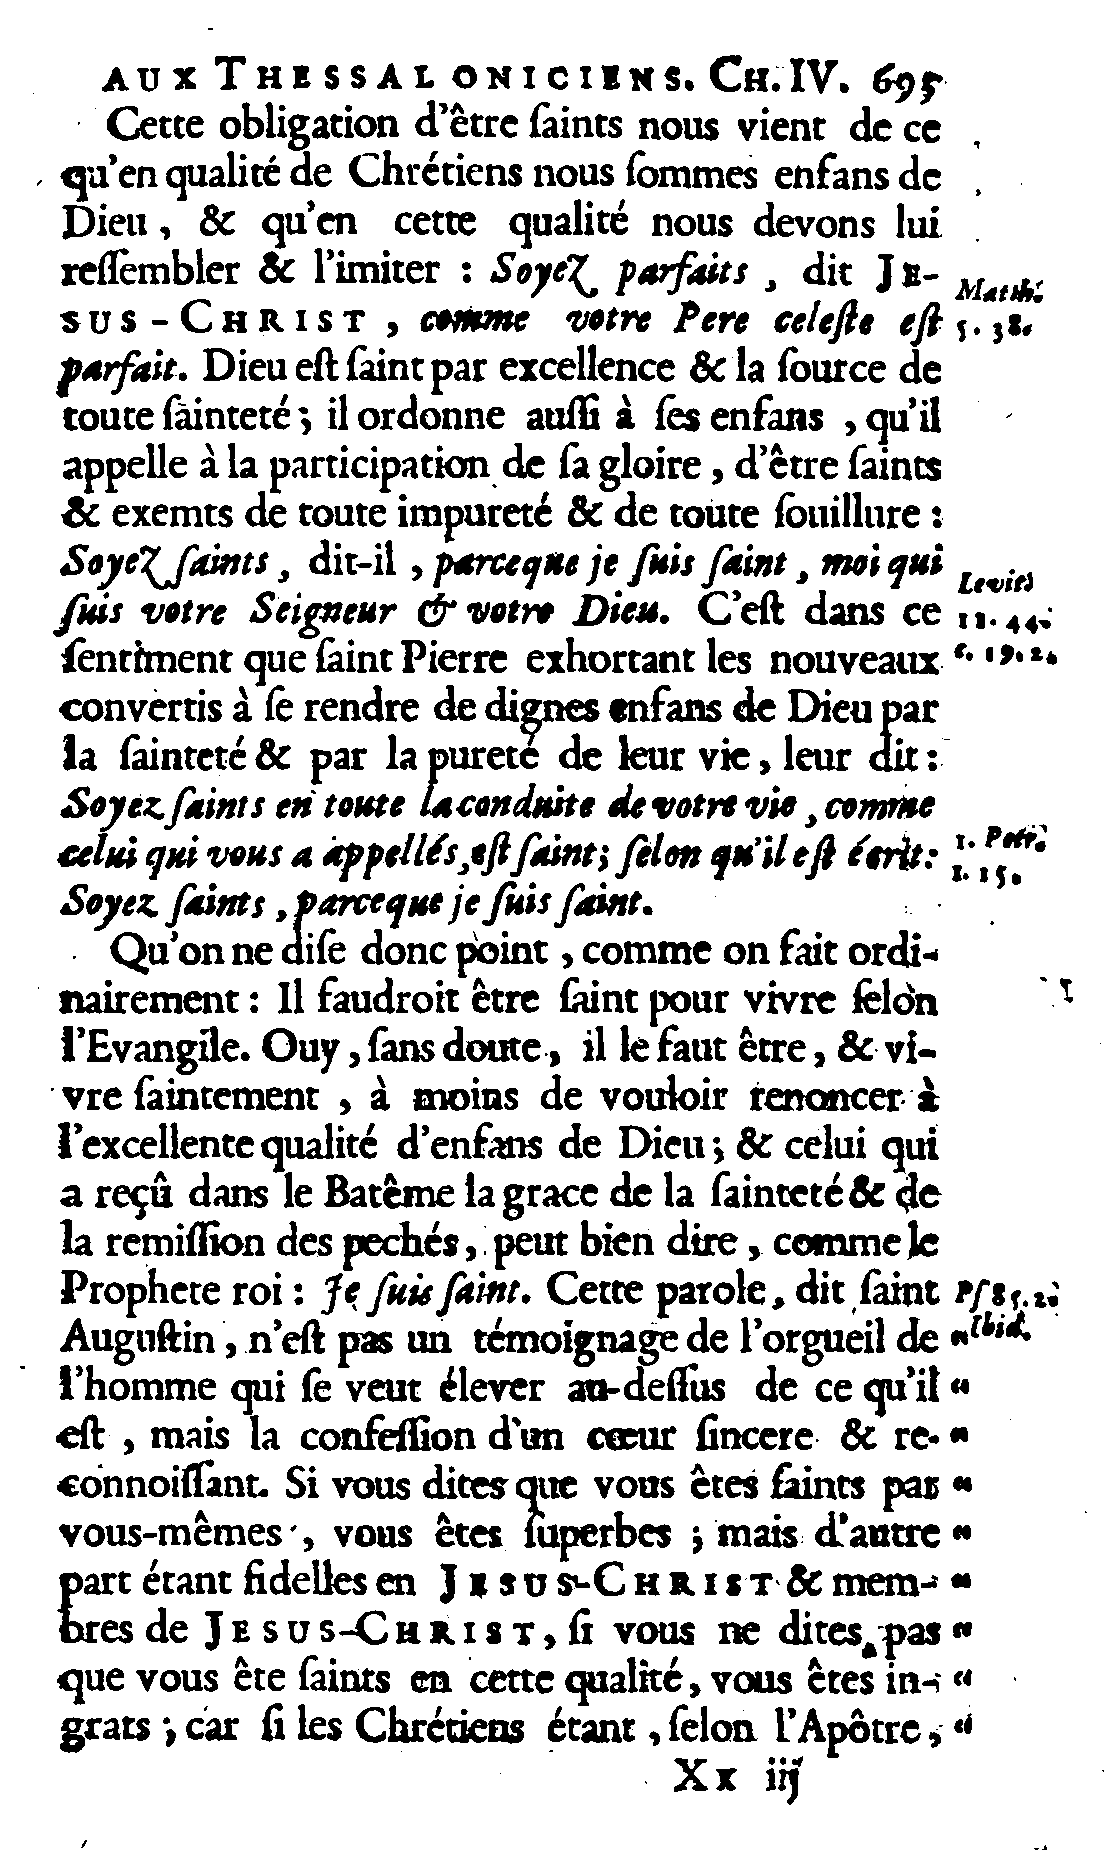 AUX THESSALONICIENS. CH. IV. 695
Cette obligation d'être ſaints nous vient de ce
qu'en qualité de Chrétiens nous ſommes enfans de
Dieu, & qu'en cette qualité nous devons lui
reſſembler & l'imiter : Soyez parfaits, dit JE-
SUS-CHRIST, comme votre Pere celeſte eſt
parfait. Dieu eſt ſaint par excellence & la ſource de
toute ſainteté; il ordonne auſſi à ſes enfans, qu'il
appelle à la participation de ſa gloire, d'être ſaints
& exemts de toute impureté & de toute ſouillure :
Soyez ſaints, dit-il, parceque je ſuis ſaint, moi qui
ſuis votre Seigneur & votre Dieu. C'eſt dans ce
ſentiment que ſaint Pierre exhortant les nouveaux
convertis à ſe rendre de dignes enfans de Dieu par
la ſainteté & par la pureté de leur vie, leur dit :
Soyez ſaints en toute la conduite de votre vie, comme
celui qui vous a appellés, eſt ſaint; ſelon qu'il eſt écrit:
Soyez ſaints, parceque je ſuis ſaint.
Qu'on ne diſe donc point, comme on fait ordi-
nairement : Il faudroit être ſaint pour vivre ſelon
l'Evangile. Ouy, ſans doute, il le faut être, & vi-
vre ſaintement, à moins de vouloir renoncer à
l'excellente qualité d'enfans de Dieu; & celui qui
a reçû dans le Batême la grace de la ſainteté & de
la remiſſion des pechés, peut bien dire, comme le
Prophete roi : Je ſuis ſaint. Cette parole, dit ſaint
Auguſtin, n'eſt pas un témoignage de l'orgueil de "
l'homme qui ſe veut élever au-deſſus de ce qu'il "
eſt, mais la confeſſion d'un cœur ſincere & re- "
connoiſſant. Si vous dites que vous êtes ſaints par "
vous-mêmes, vous êtes ſuperbes; mais d'autre "
part étant fidelles en JESUS-CHRIST & mem- "
bres de JESUS-CHRIST, ſi vous ne dites pas "
que vous ête ſaints en cette qualité, vous êtes in- "
grats; car ſi les Chrétiens étant, ſelon l'Apôtre, "
Xx iij
Matth.
5. 38.
Levit.
11. 44.
c. 19. 2.
1. Petr.
1. 15.
Pſ 85. 2.
Ibid.